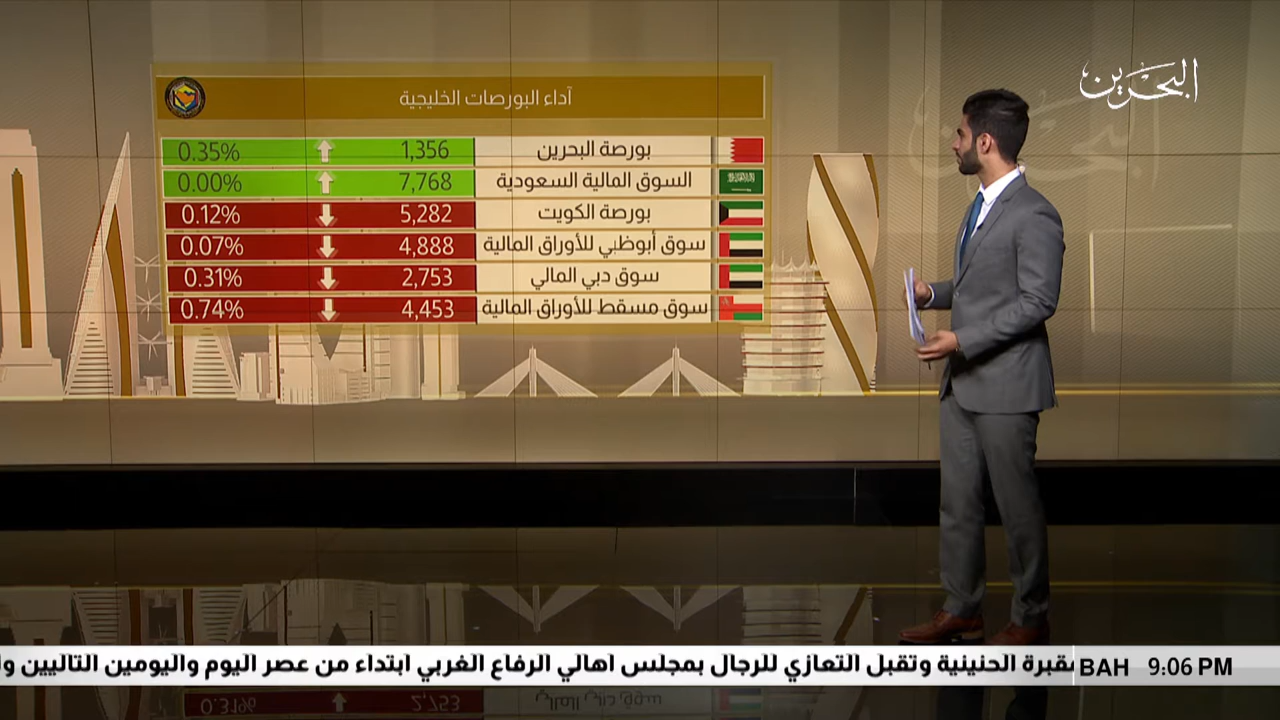 البحرين
آداء البورصات الخليجية
بورصة البحرين 1,356 0.35%
السوق المالية السعودية 7,768 0.00%
بورصة الكويت 5,282 0.12%
سوق أبوظبي للأوراق المالية 4,888 0.07%
سوق دبي المالي 2,753 0.31%
سوق مسقط للأوراق المالية 4,453 0.74%
BAH 9:06 PM
مقبرة الحنينية وتقبل التعازي للرجال بمجلس أهالي الرفاع الغربي ابتداء من عصر اليوم واليومين التاليين